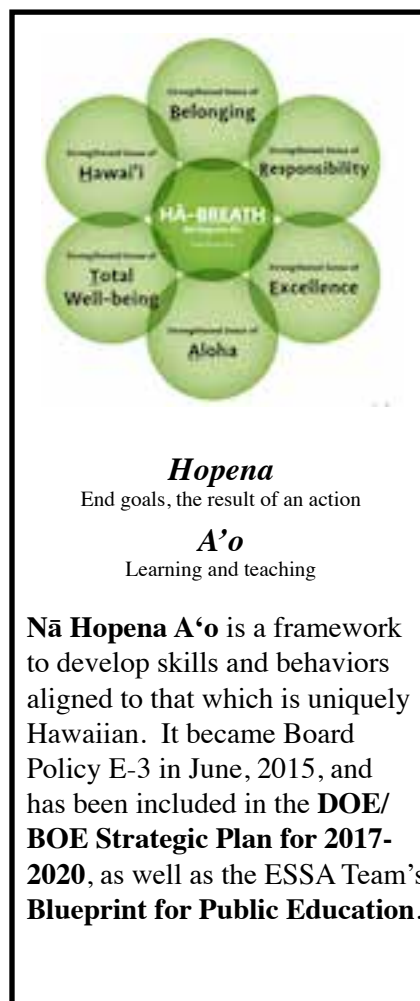 Strengthened Sense of
Belonging
Strengthened Sense of
Hawai‘i
Strengthened Sense of
Responsibility
HĀ-BREATH
Strengthened Sense of
Total
Well-being
Strengthened Sense of
Excellence
Strengthened Sense of
Aloha
Hopena
End goals, the result of an action
A’o
Learning and teaching
Nā Hopena A‘o is a framework
to develop skills and behaviors
aligned to that which is uniquely
Hawaiian. It became Board
Policy E-3 in June, 2015, and
has been included in the DOE/
BOE Strategic Plan for 2017-
2020, as well as the ESSA Team’s
Blueprint for Public Education.